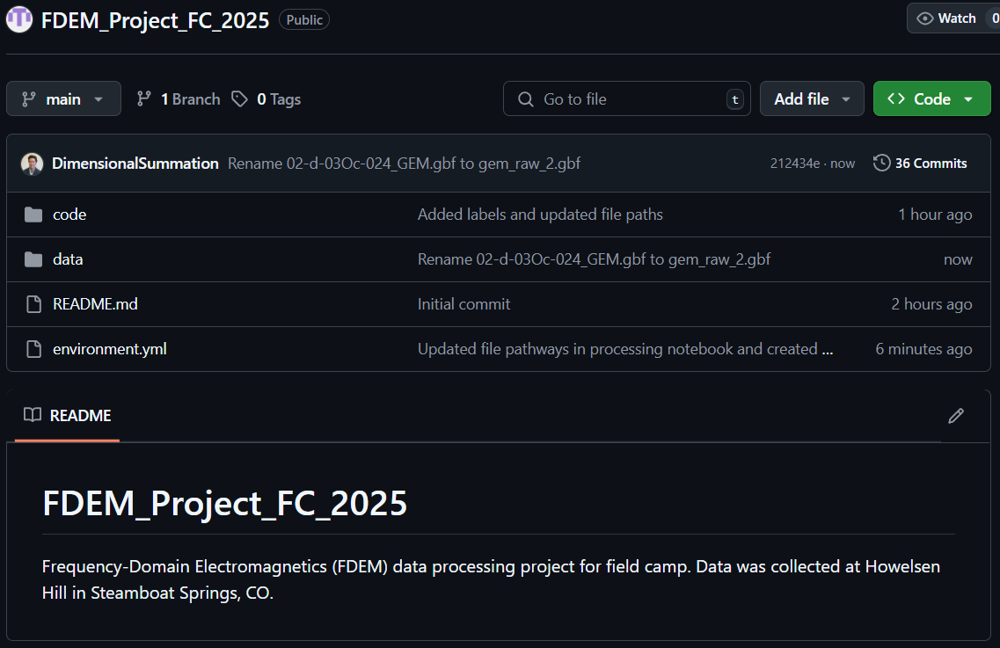 FDEM_Project_FC_2025 Public Watch 0
main 1 Branch 0 Tags Go to file t Add file Code
DimensionalSummation Rename 02-d-03Oc-024_GEM.gbf to gem_raw_2.gbf 212434e · now 36 Commits
code Added labels and updated file paths 1 hour ago
data Rename 02-d-03Oc-024_GEM.gbf to gem_raw_2.gbf now
README.md Initial commit 2 hours ago
environment.yml Updated file pathways in processing notebook and created ... 6 minutes ago
README
FDEM_Project_FC_2025
Frequency-Domain Electromagnetics (FDEM) data processing project for field camp. Data was collected at Howelsen
Hill in Steamboat Springs, CO.